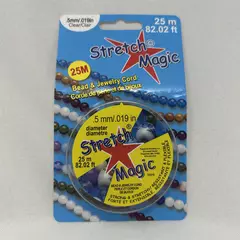 .5mm/.019in
Clear/Clair
25 m
82.02 ft
Stretch®
Magic
25M
Bead & Jewelry Cord
Corde de perles et de bijoux
.5 mm/.019 in
diameter
diamètre
Stretch®
25 m
82.02 ft
Magic